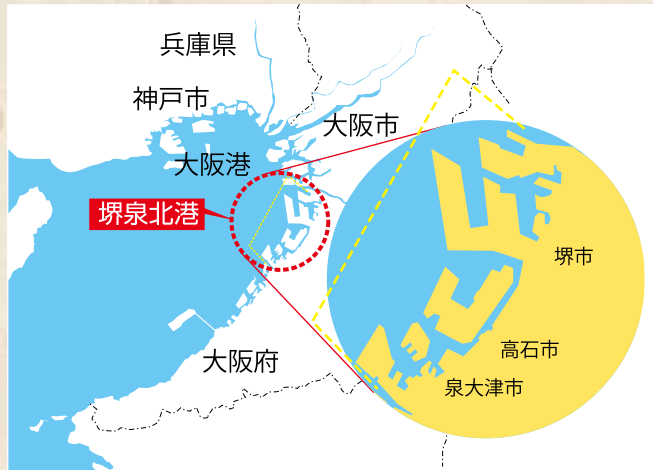 兵庫県
神戸市
大阪市
大阪港
堺泉北港
堺市
高石市
大阪府
泉大津市